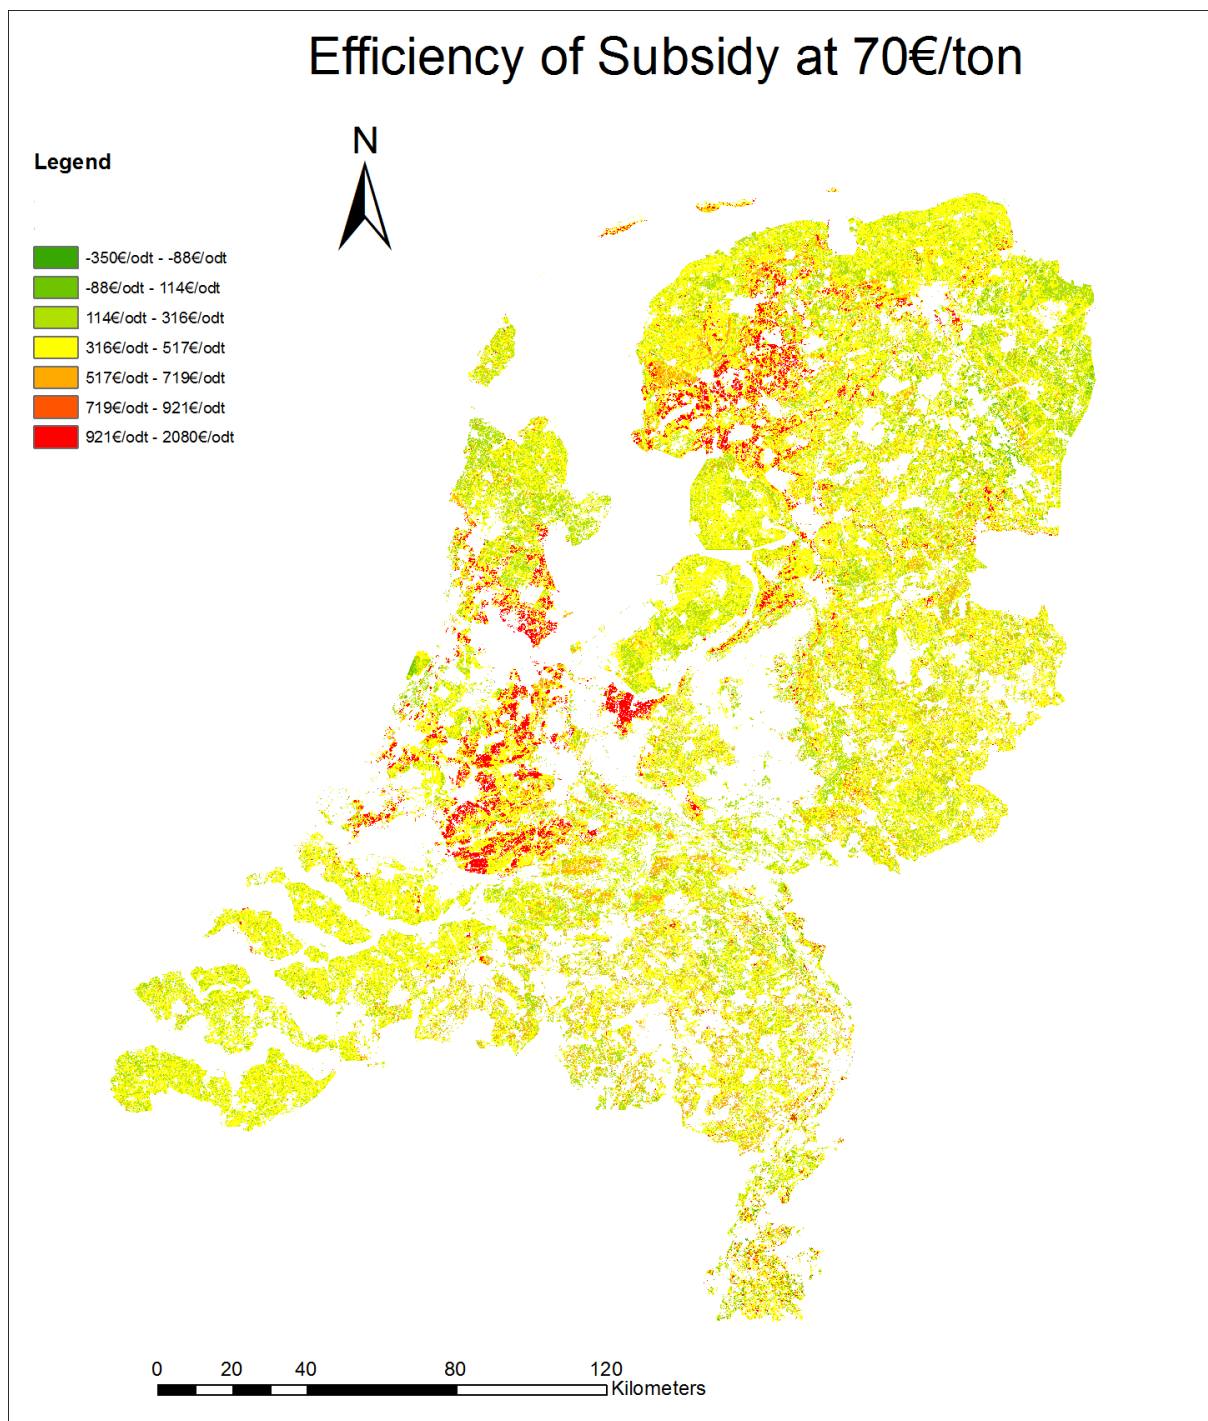 Efficiency of Subsidy at 70€/ton
N
Legend
-350€/odt - -88€/odt
-88€/odt - 114€/odt
114€/odt - 316€/odt
316€/odt - 517€/odt
517€/odt - 719€/odt
719€/odt - 921€/odt
921€/odt - 2080€/odt
0 20 40 80 120
Kilometers